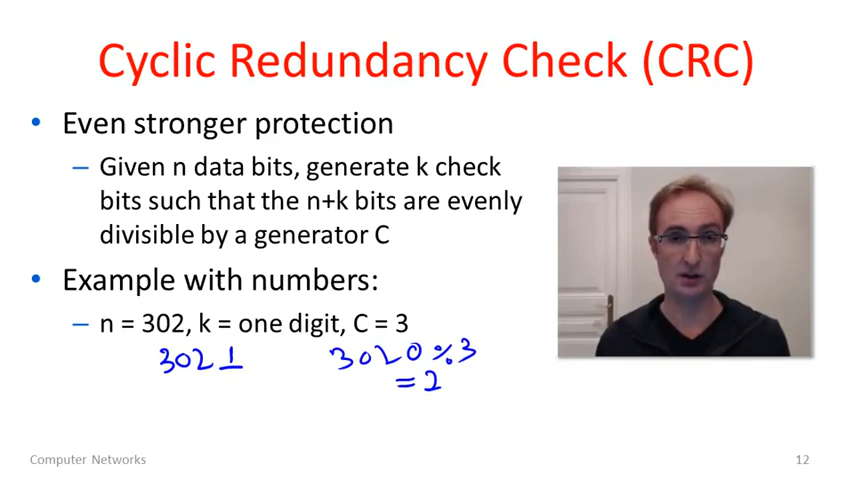 Cyclic Redundancy Check (CRC)
• Even stronger protection
– Given n data bits, generate k check
bits such that the n+k bits are evenly
divisible by a generator C
• Example with numbers:
– n = 302, k = one digit, C = 3
3021 3020 % 3
= 2
Computer Networks 12